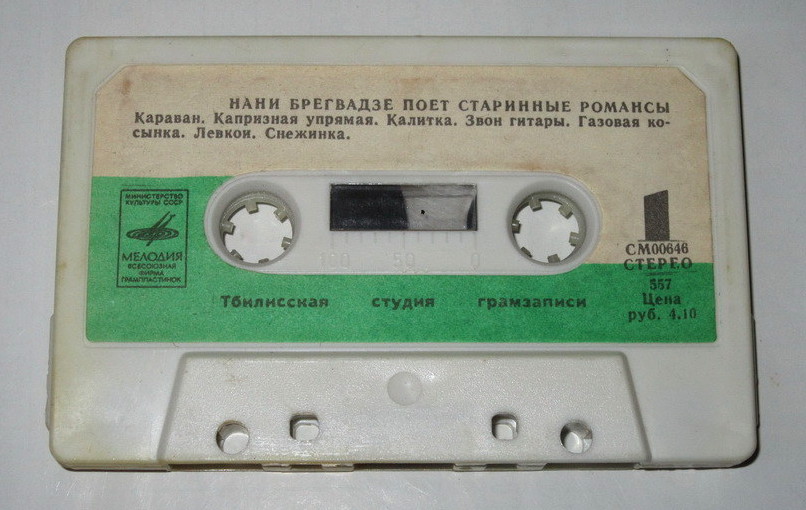 НАНИ БРЕГВАДЗЕ ПОЕТ СТАРИННЫЕ РОМАНСЫ
Караван. Капризная упрямая. Калитка. Звон гитары. Газовая ко-
сынка. Левкои. Снежинка.
МИНИСТЕРСТВО
КУЛЬТУРЫ СССР
МЕЛОДИЯ
ВСЕСОЮЗНАЯ
ФИРМА
ГРАМПЛАСТИНОК
100 50 0
1
СМ00646
СТЕРЕО
557
Цена
руб. 4.10
Тбилисская студия грамзаписи